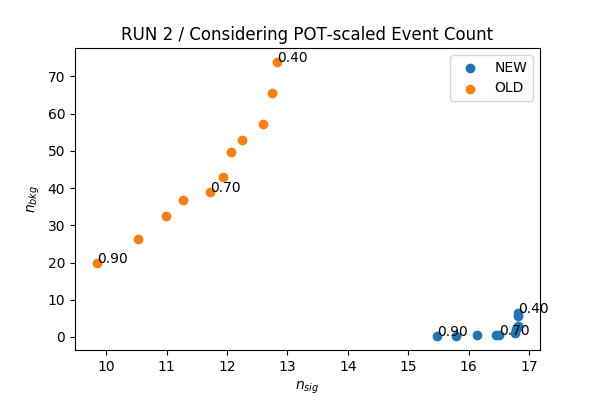 RUN 2 / Considering POT-scaled Event Count
NEW
OLD
0.40
0.70
0.90
0.40
0.90
0.70
70
60
50
40
30
20
10
0
n_bkg
10 11 12 13 14 15 16 17
n_sig